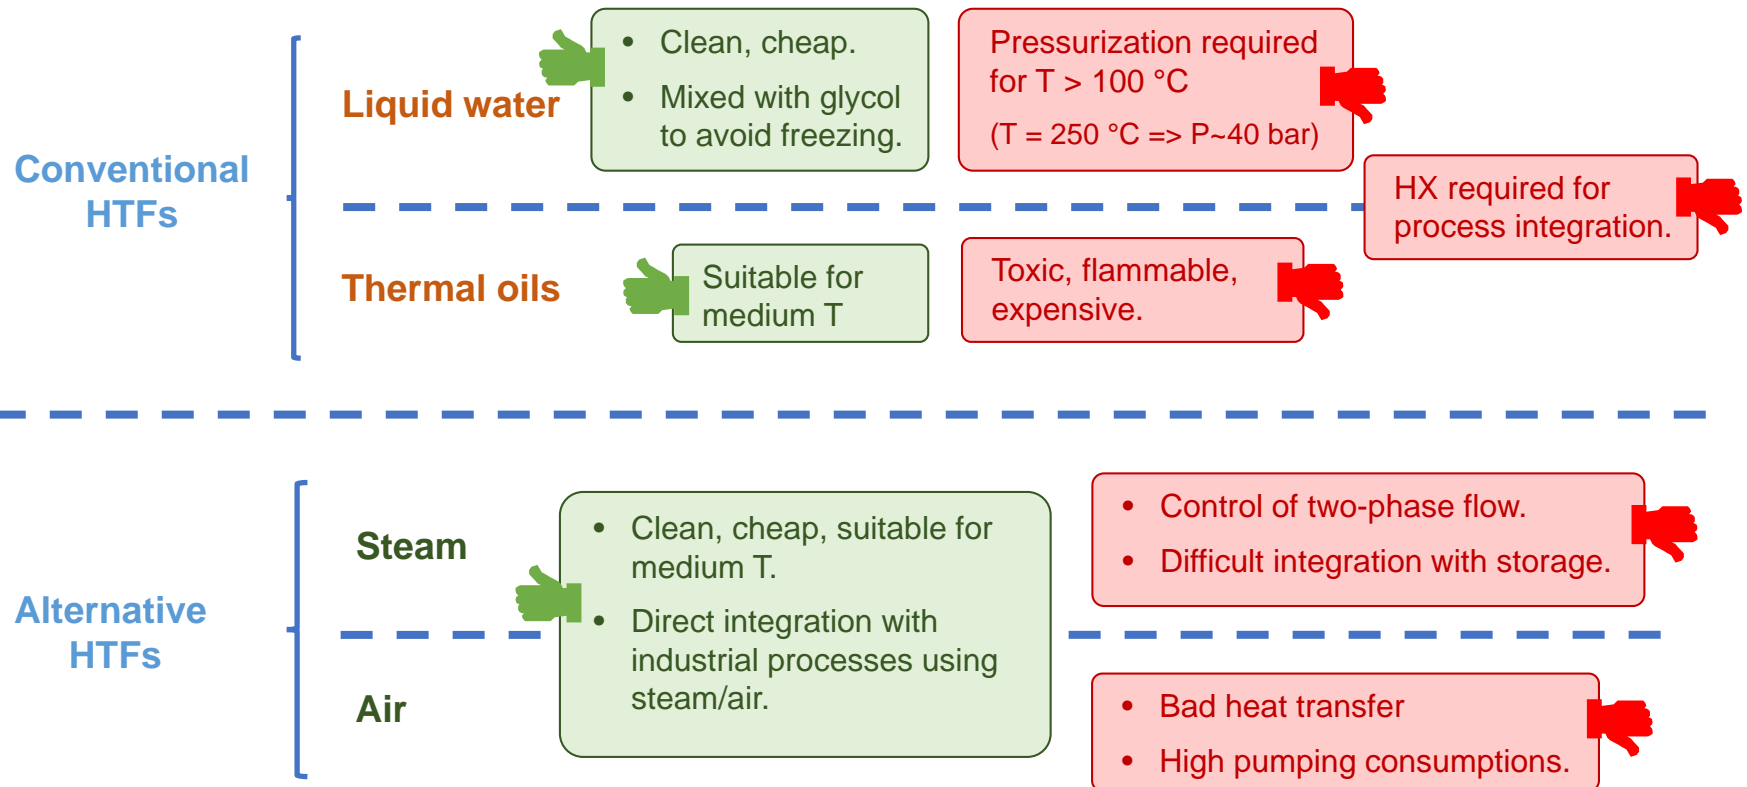 Conventional
HTFs
Liquid water
• Clean, cheap.
• Mixed with glycol
to avoid freezing.
Pressurization required
for T > 100 °C
(T = 250 °C => P~40 bar)
HX required for
process integration.
Thermal oils
Suitable for
medium T
Toxic, flammable,
expensive.
Alternative
HTFs
Steam
• Clean, cheap, suitable for
medium T.
• Direct integration with
industrial processes using
steam/air.
• Control of two-phase flow.
• Difficult integration with storage.
Air
• Bad heat transfer
• High pumping consumptions.